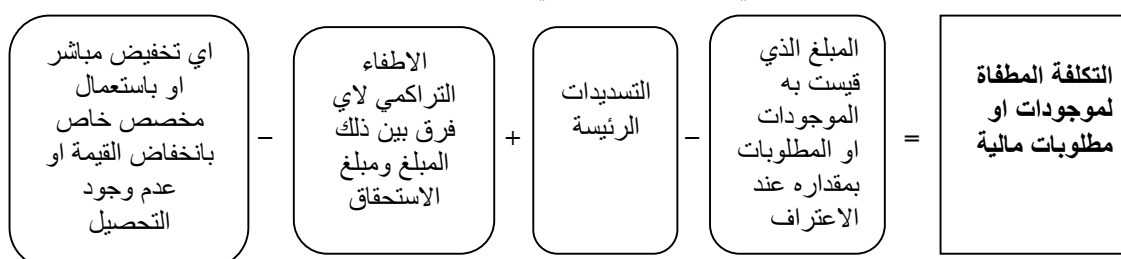 التكلفة المطفاة
لموجودات او
مطلوبات مالية
=
المبلغ الذي
قيست به
الموجودات
او المطلوبات
بمقداره عند
الاعتراف
–
التسديدات
الرئيسة
+
الاطفاء
التراكمي لاي
فرق بين ذلك
المبلغ ومبلغ
الاستحقاق
–
اي تخفيض مباشر
او باستعمال
مخصص خاص
بانخفاض القيمة او
عدم وجود
التحصيل